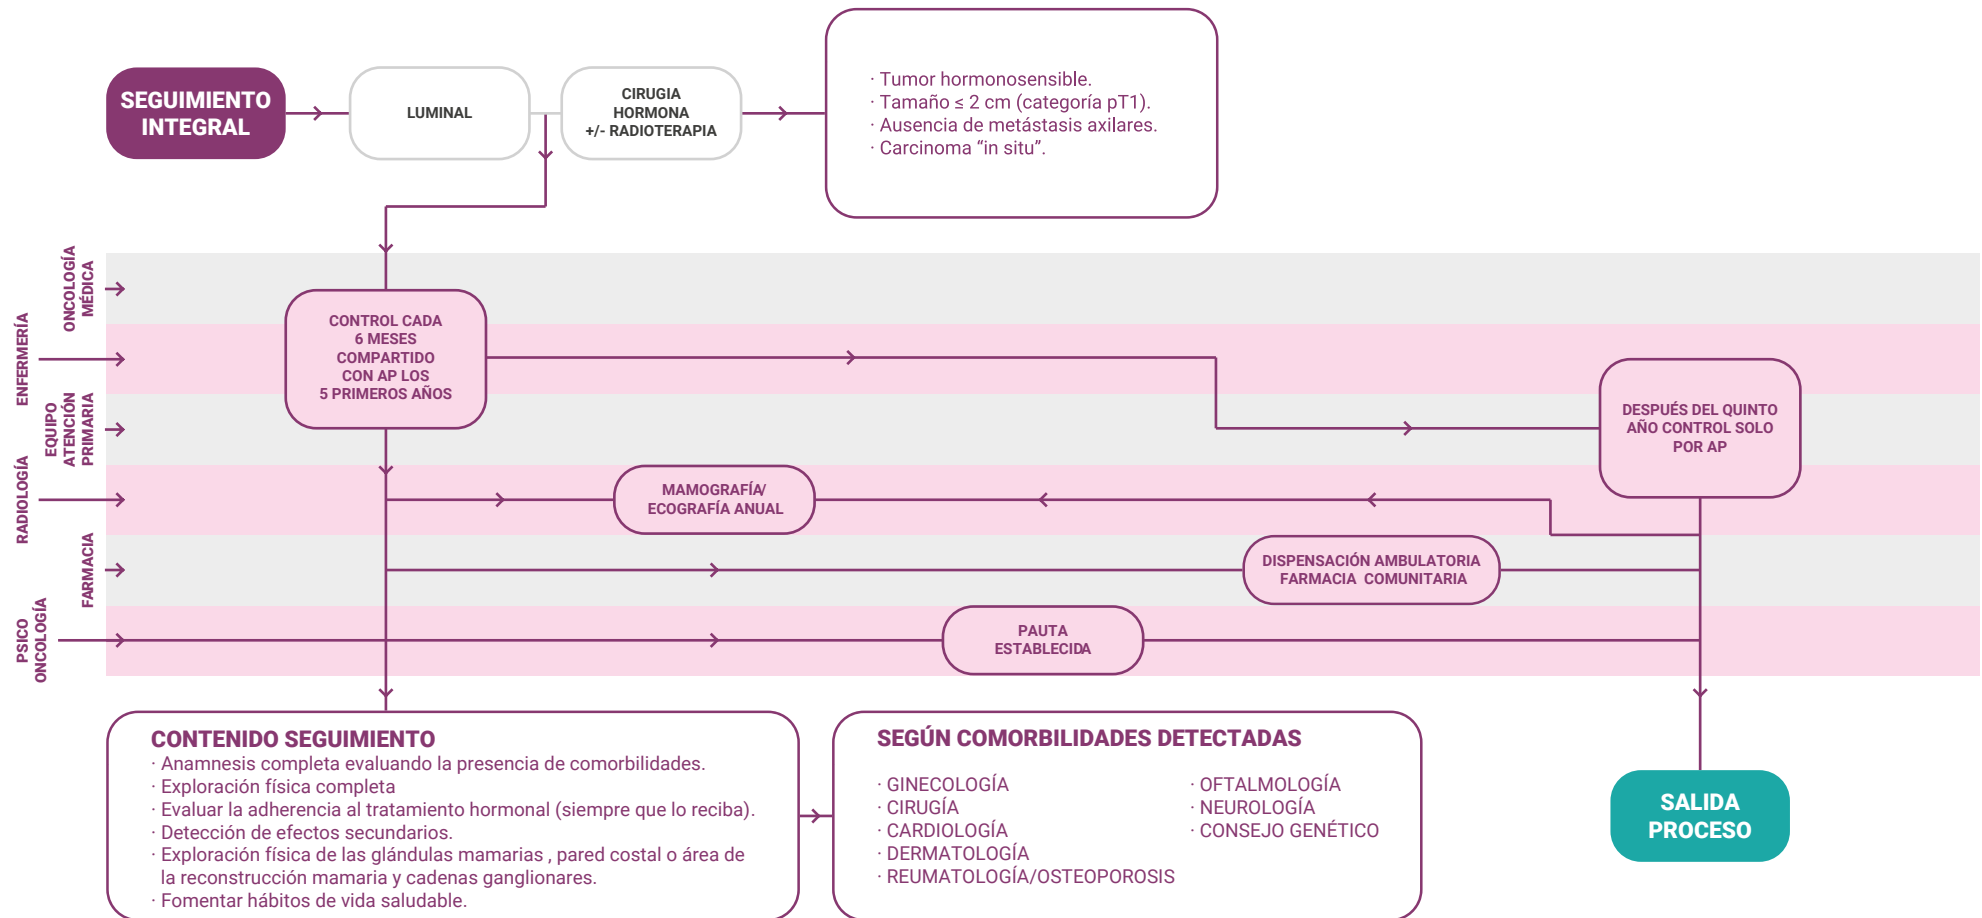 SEGUIMIENTO
INTEGRAL
LUMINAL
CIRUGIA
HORMONA
+/- RADIOTERAPIA
· Tumor hormonosensible.
· Tamaño ≤ 2 cm (categoría pT1).
· Ausencia de metástasis axilares.
· Carcinoma “in situ”.
ONCOLOGÍA
MÉDICA
ENFERMERÍA
EQUIPO
ATENCIÓN
PRIMARIA
RADIOLOGÍA
FARMACIA
PSICO
ONCOLOGÍA
CONTROL CADA
6 MESES
COMPARTIDO
CON AP LOS
5 PRIMEROS AÑOS
DESPUÉS DEL QUINTO
AÑO CONTROL SOLO
POR AP
MAMOGRAFÍA/
ECOGRAFÍA ANUAL
DISPENSACIÓN AMBULATORIA
FARMACIA COMUNITARIA
PAUTA
ESTABLECIDA
CONTENIDO SEGUIMIENTO
· Anamnesis completa evaluando la presencia de comorbilidades.
· Exploración física completa
· Evaluar la adherencia al tratamiento hormonal (siempre que lo reciba).
· Detección de efectos secundarios.
· Exploración física de las glándulas mamarias , pared costal o área de
la reconstrucción mamaria y cadenas ganglionares.
· Fomentar hábitos de vida saludable.
SEGÚN COMORBILIDADES DETECTADAS
· GINECOLOGÍA
· CIRUGÍA
· CARDIOLOGÍA
· DERMATOLOGÍA
· REUMATOLOGÍA/OSTEOPOROSIS
· OFTALMOLOGÍA
· NEUROLOGÍA
· CONSEJO GENÉTICO
SALIDA
PROCESO